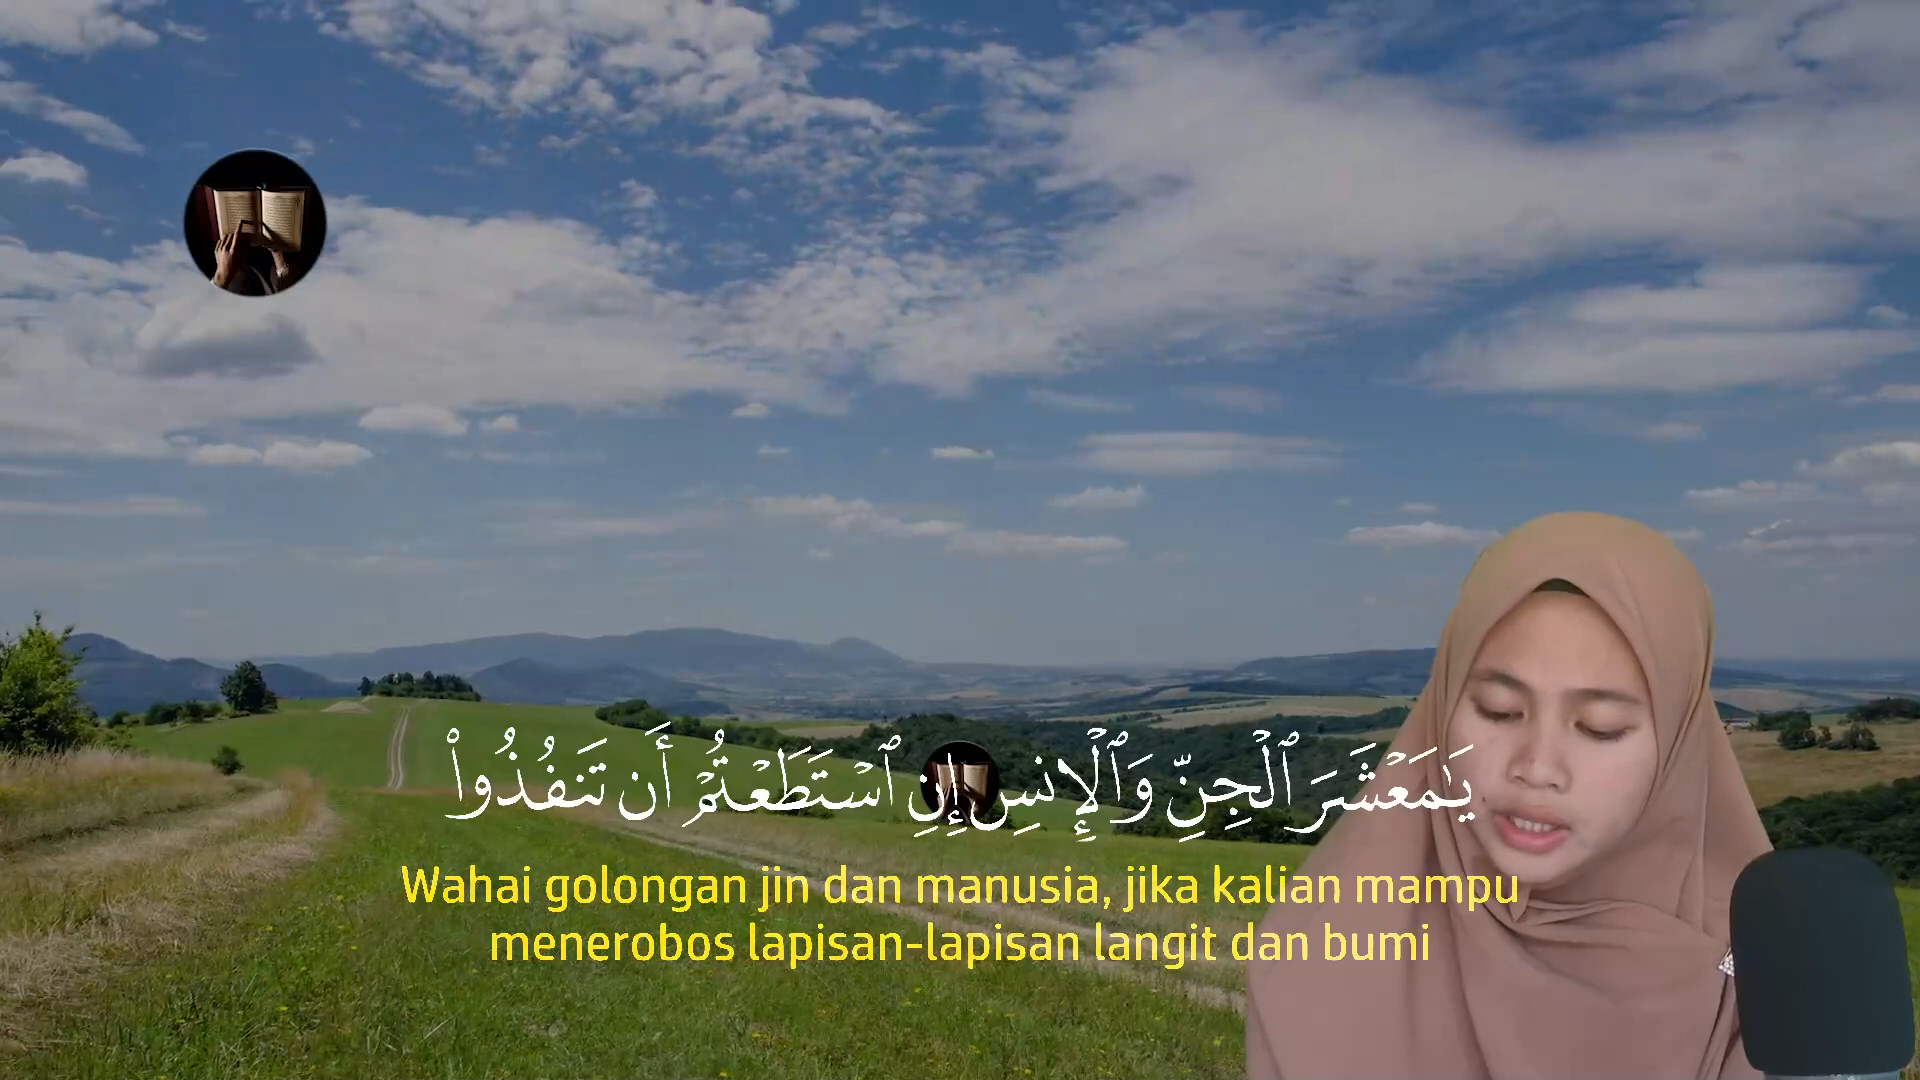 يَـٰمَعْشَرَ ٱلْجِنِّ وَٱلْإِنسِ إِنِ ٱسْتَطَعْتُمْ أَن تَنفُذُوا۟
Wahai golongan jin dan manusia, jika kalian mampu
menerobos lapisan-lapisan langit dan bumi